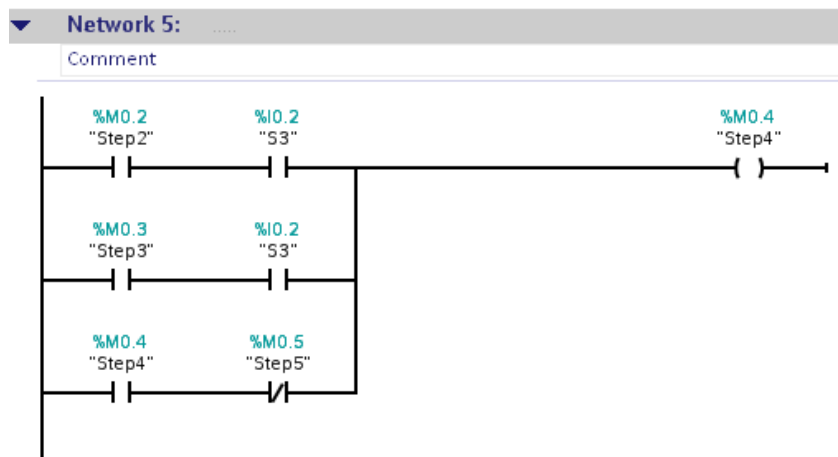 Network 5: .....
Comment
%M0.2 %I0.2 %M0.4
"Step2" "S3" "Step4"
%M0.3 %I0.2
"Step3" "S3"
%M0.4 %M0.5
"Step4" "Step5"